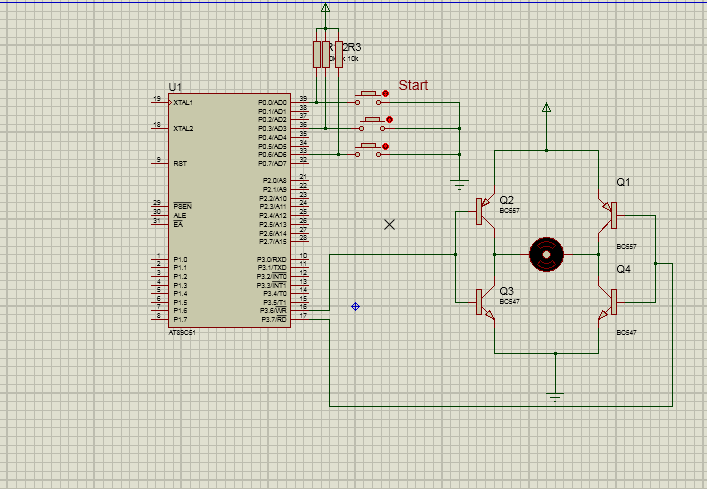 R2R3
10k
Start
U1
19 XTAL1
18 XTAL2
9 RST
29 PSEN
30 ALE
31 EA
1 P1.0
2 P1.1
3 P1.2
4 P1.3
5 P1.4
6 P1.5
7 P1.6
8 P1.7
P0.0/AD0 39
P0.1/AD1 38
P0.2/AD2 37
P0.3/AD3 36
P0.4/AD4 35
P0.5/AD5 34
P0.6/AD6 33
P0.7/AD7 32
P2.0/A8 21
P2.1/A9 22
P2.2/A10 23
P2.3/A11 24
P2.4/A12 25
P2.5/A13 26
P2.6/A14 27
P2.7/A15 28
P3.0/RXD 10
P3.1/TXD 11
P3.2/INT0 12
P3.3/INT1 13
P3.4/T0 14
P3.5/T1 15
P3.6/WR 16
P3.7/RD 17
AT89C51
Q2
BC557
Q1
BC557
Q3
BC547
Q4
BC547